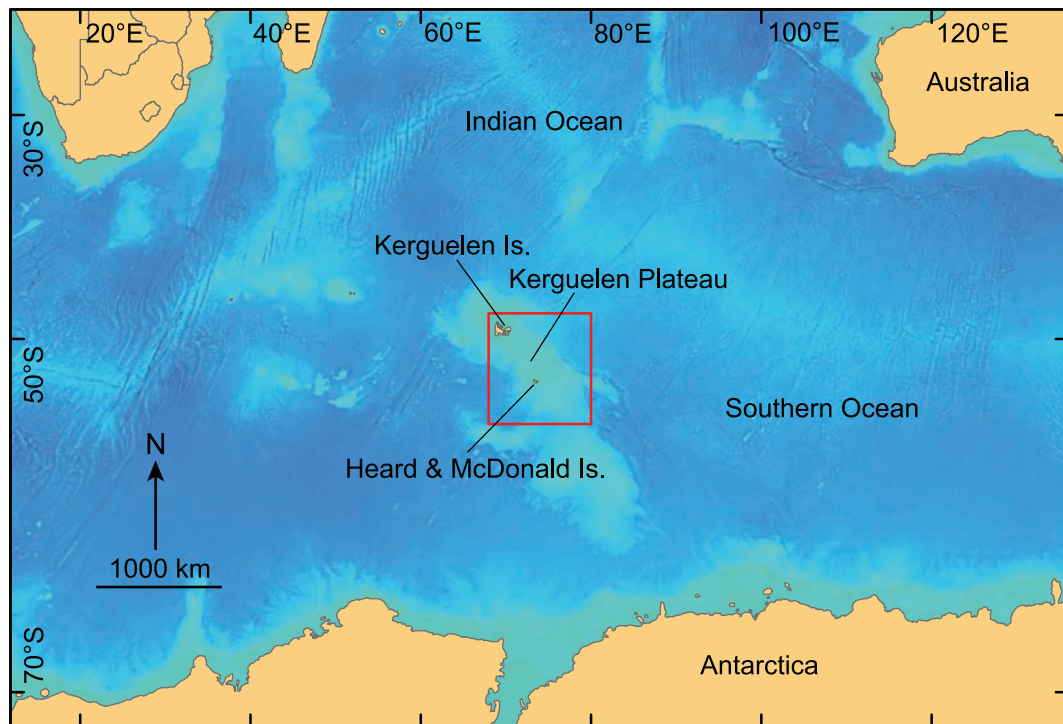 20°E
40°E
60°E
80°E
100°E
120°E
Australia
Indian Ocean
30°S
Kerguelen Is.
Kerguelen Plateau
50°S
Southern Ocean
N
Heard & McDonald Is.
1000 km
70°S
Antarctica